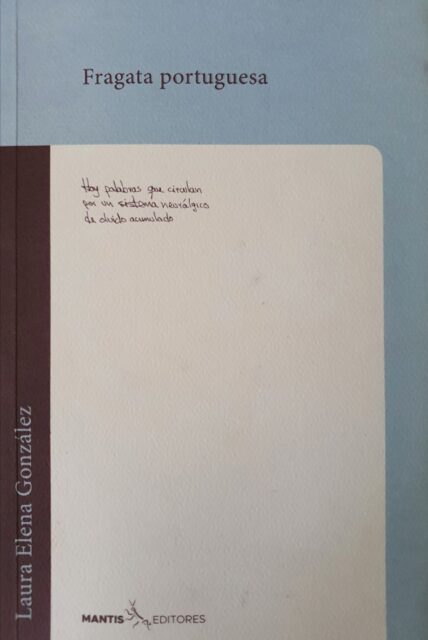 Fragata portuguesa
Hay palabras que circulan
por un sistema neurálgico
de olvido acumulado
Laura Elena González
MANTIS EDITORES